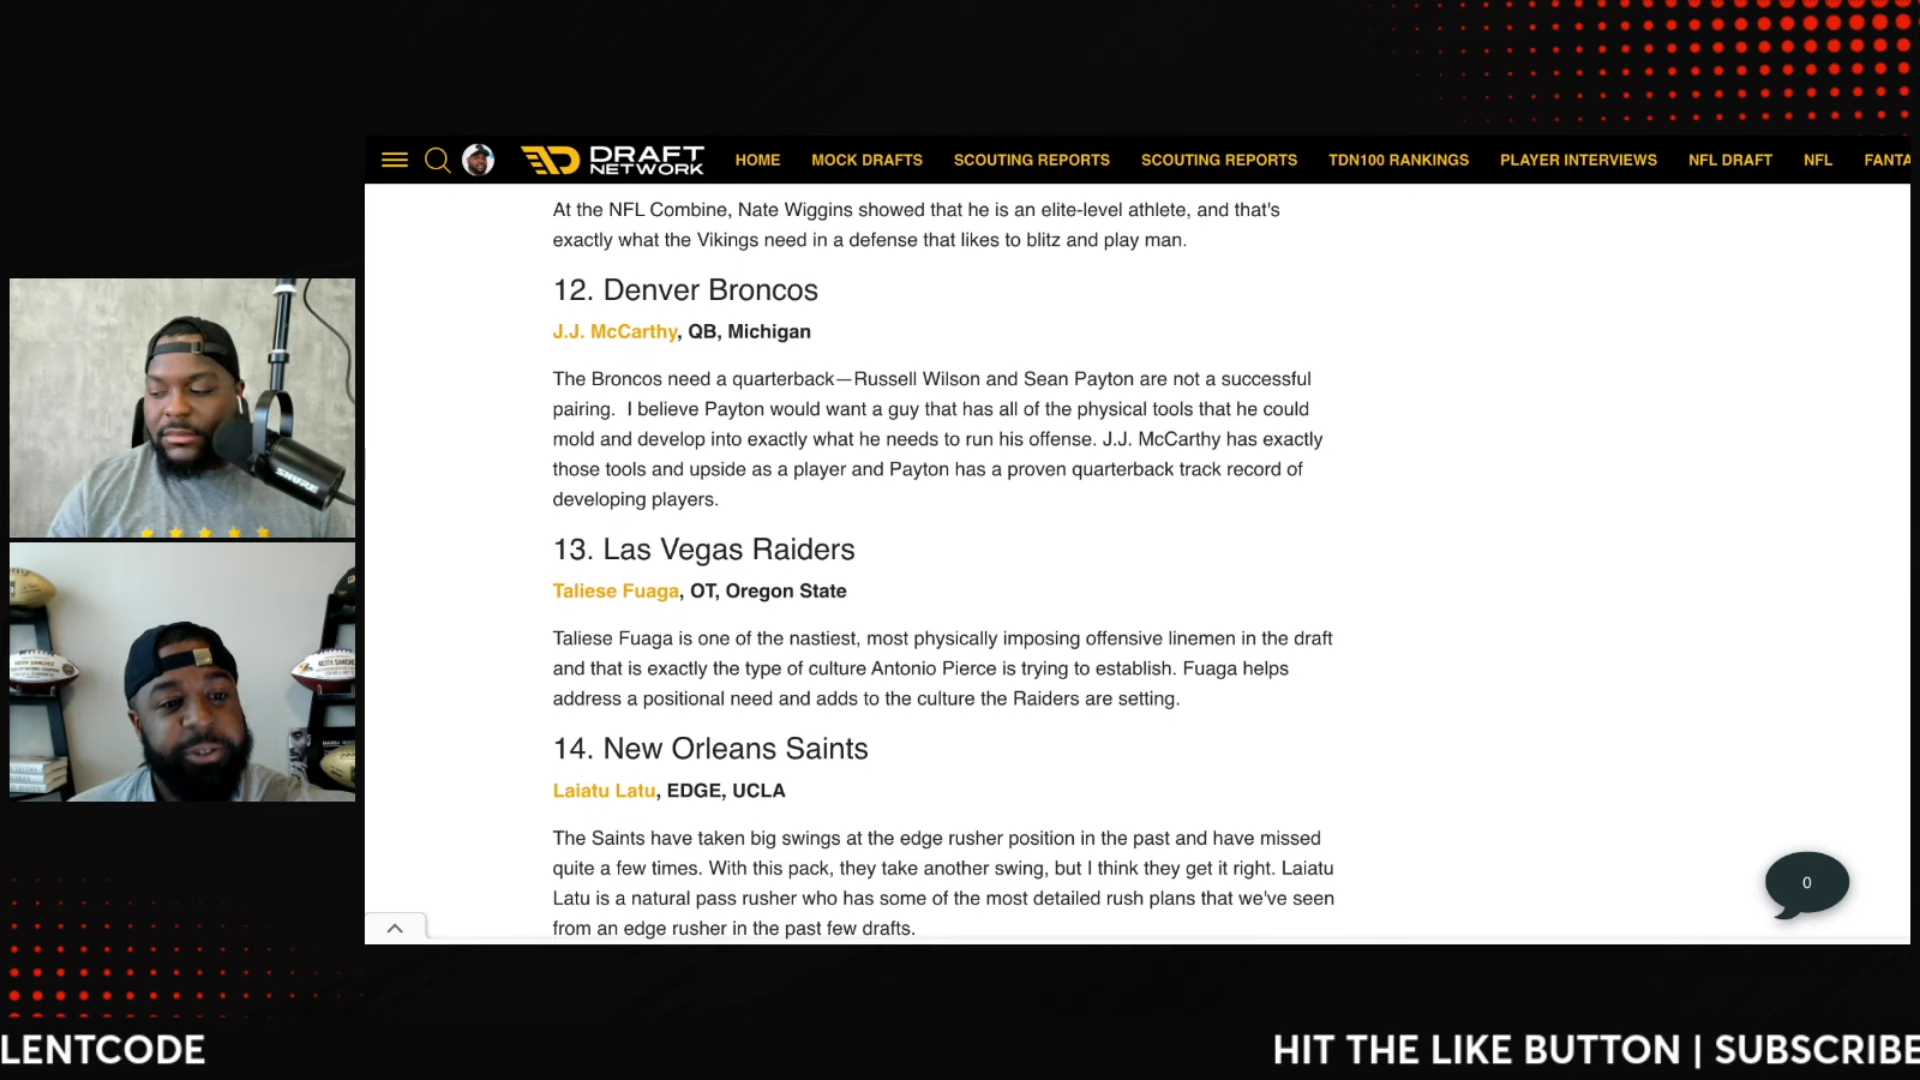 DRAFT
NETWORK
HOME MOCK DRAFTS SCOUTING REPORTS SCOUTING REPORTS TDN100 RANKINGS PLAYER INTERVIEWS NFL DRAFT NFL FANTA
At the NFL Combine, Nate Wiggins showed that he is an elite-level athlete, and that's
exactly what the Vikings need in a defense that likes to blitz and play man.
12. Denver Broncos
J.J. McCarthy, QB, Michigan
The Broncos need a quarterback—Russell Wilson and Sean Payton are not a successful
pairing. I believe Payton would want a guy that has all of the physical tools that he could
mold and develop into exactly what he needs to run his offense. J.J. McCarthy has exactly
those tools and upside as a player and Payton has a proven quarterback track record of
developing players.
13. Las Vegas Raiders
Taliese Fuaga, OT, Oregon State
Taliese Fuaga is one of the nastiest, most physically imposing offensive linemen in the draft
and that is exactly the type of culture Antonio Pierce is trying to establish. Fuaga helps
address a positional need and adds to the culture the Raiders are setting.
14. New Orleans Saints
Laiatu Latu, EDGE, UCLA
The Saints have taken big swings at the edge rusher position in the past and have missed
quite a few times. With this pack, they take another swing, but I think they get it right. Laiatu
Latu is a natural pass rusher who has some of the most detailed rush plans that we've seen
from an edge rusher in the past few drafts.
0
SHURE
KEITH SANCHEZ
KEITH SANCHE
LENTCODE
HIT THE LIKE BUTTON | SUBSCRIBE